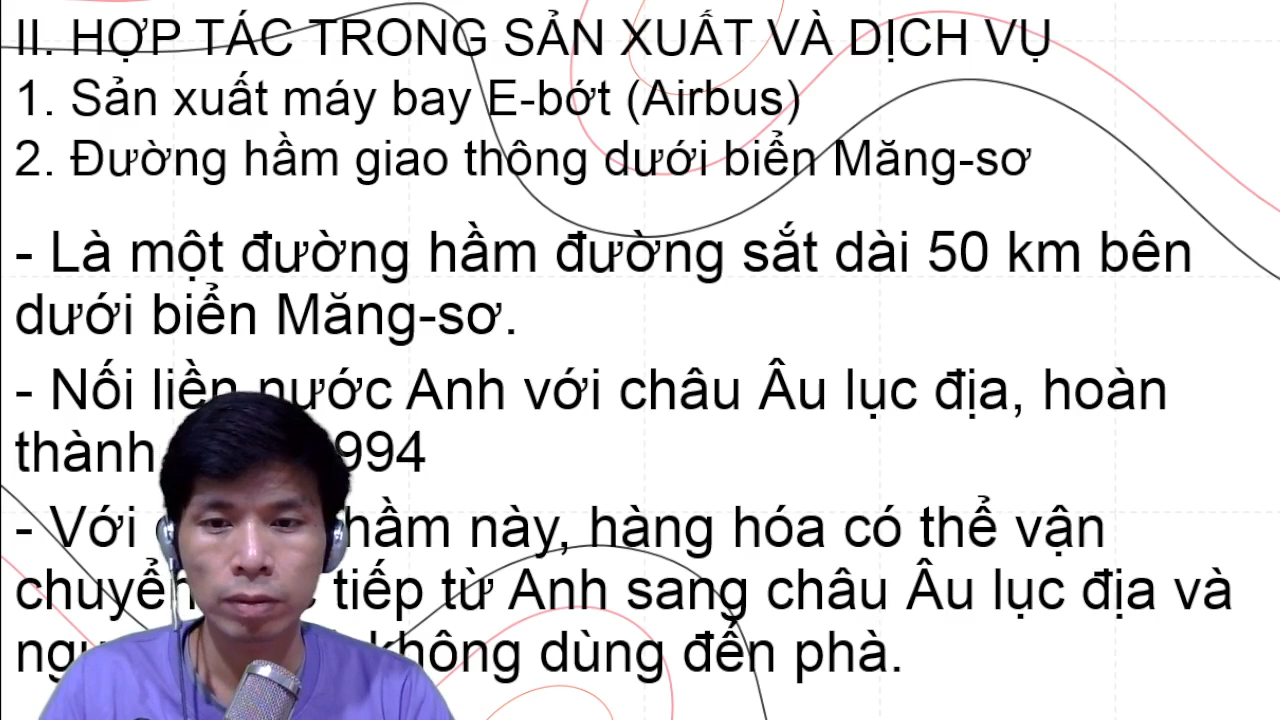 II. HỢP TÁC TRONG SẢN XUẤT VÀ DỊCH VỤ
1. Sản xuất máy bay E-bớt (Airbus)
2. Đường hầm giao thông dưới biển Măng-sơ
- Là một đường hầm đường sắt dài 50 km bên
dưới biển Măng-sơ.
- Nối liền nước Anh với châu Âu lục địa, hoàn
thành
- Với hầm này, hàng hóa có thể vận
chuyển tiếp từ Anh sang châu Âu lục địa và
không dùng đến phà.